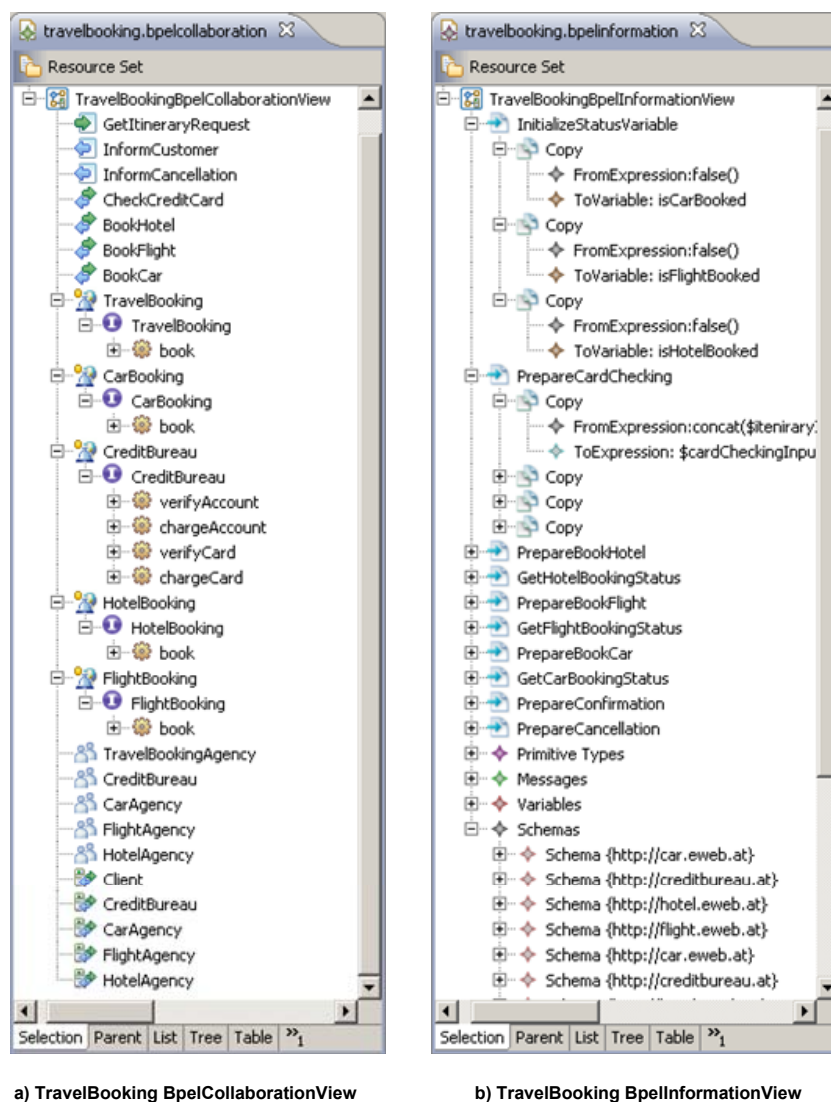 travelbooking.bpelcollaboration
Resource Set
TravelBookingBpelCollaborationView
GetItineraryRequest
InformCustomer
InformCancellation
CheckCreditCard
BookHotel
BookFlight
BookCar
TravelBooking
TravelBooking
book
CarBooking
CarBooking
book
CreditBureau
CreditBureau
verifyAccount
chargeAccount
verifyCard
chargeCard
HotelBooking
HotelBooking
book
FlightBooking
FlightBooking
book
TravelBookingAgency
CreditBureau
CarAgency
FlightAgency
HotelAgency
Client
CreditBureau
CarAgency
FlightAgency
HotelAgency
Selection Parent List Tree Table »1
a) TravelBooking BpelCollaborationView
travelbooking.bpelinformation
Resource Set
TravelBookingBpelInformationView
InitializeStatusVariable
Copy
FromExpression:false()
ToVariable: isCarBooked
Copy
FromExpression:false()
ToVariable: isFlightBooked
Copy
FromExpression:false()
ToVariable: isHotelBooked
PrepareCardChecking
Copy
FromExpression:concat($itenirary
ToExpression: $cardCheckingInpu
Copy
Copy
Copy
PrepareBookHotel
GetHotelBookingStatus
PrepareBookFlight
GetFlightBookingStatus
PrepareBookCar
GetCarBookingStatus
PrepareConfirmation
PrepareCancellation
Primitive Types
Messages
Variables
Schemas
Schema {http://car.eweb.at}
Schema {http://creditbureau.at}
Schema {http://hotel.eweb.at}
Schema {http://flight.eweb.at}
Schema {http://car.eweb.at}
Schema {http://creditbureau.at}
Selection Parent List Tree Table »1
b) TravelBooking BpelInformationView